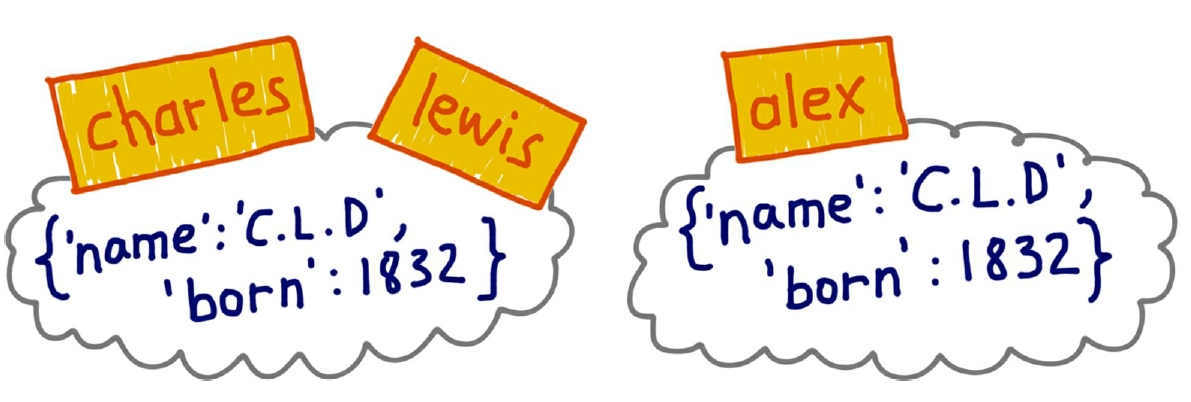 charles
lewis
{'name': 'C.L.D',
'born': 1832}
alex
{'name': 'C.L.D',
'born': 1832}